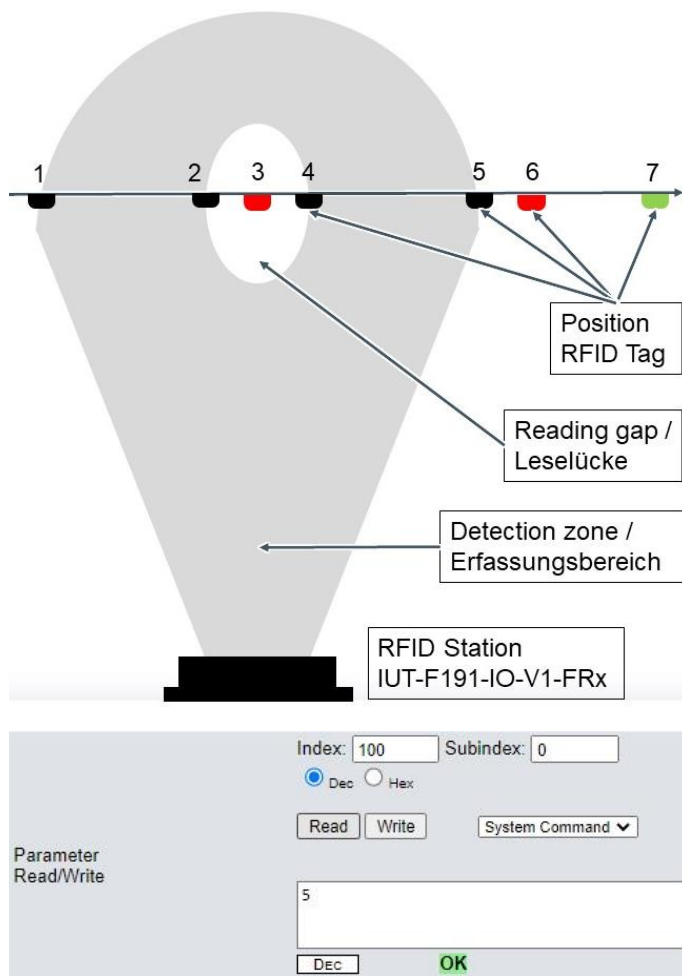 1 2 3 4 5 6 7
Position
RFID Tag
Reading gap /
Leselücke
Detection zone /
Erfassungsbereich
RFID Station
IUT-F191-IO-V1-FRx
Index: 100 Subindex: 0
Dec Hex
Read Write System Command
Parameter
Read/Write
5
DEC OK